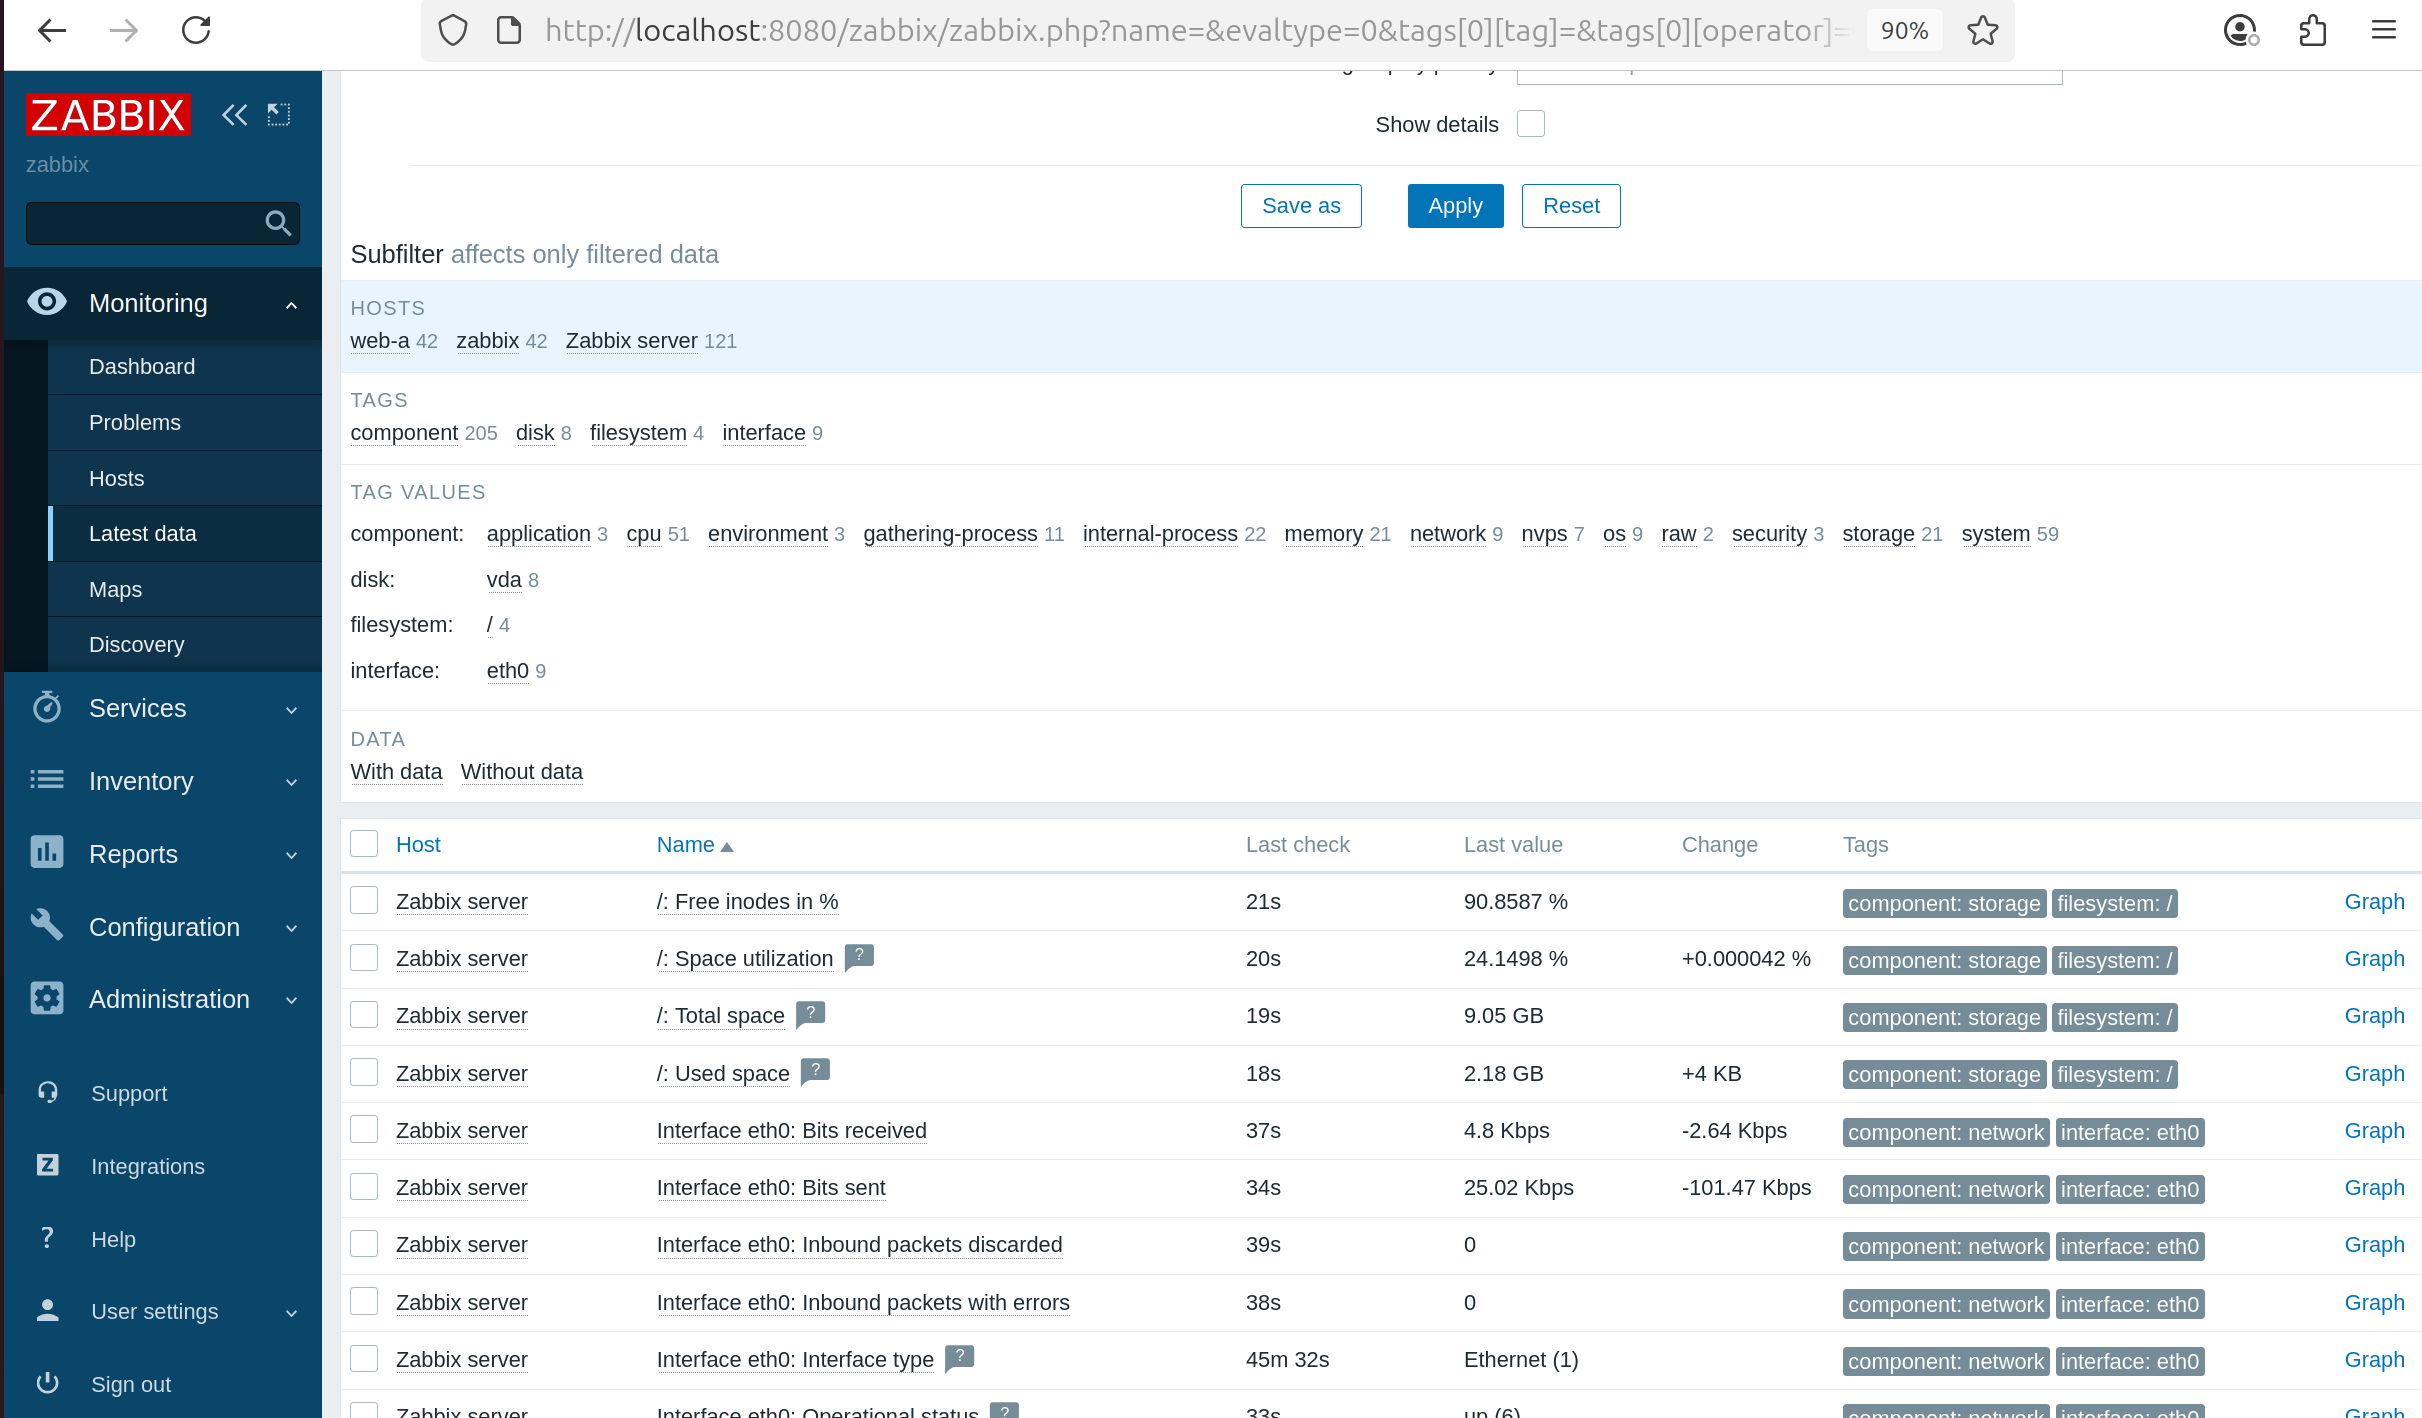 http://localhost:8080/zabbix/zabbix.php?name=&evaltype=0&tags[0][tag]=&tags[0][operator]=
90%
ZABBIX
zabbix
Monitoring
Dashboard
Problems
Hosts
Latest data
Maps
Discovery
Services
Inventory
Reports
Configuration
Administration
Support
Integrations
Help
User settings
Sign out
Show details
Save as Apply Reset
Subfilter affects only filtered data
HOSTS
web-a 42 zabbix 42 Zabbix server 121
TAGS
component 205 disk 8 filesystem 4 interface 9
TAG VALUES
component: application 3 cpu 51 environment 3 gathering-process 11 internal-process 22 memory 21 network 9 nvps 7 os 9 raw 2 security 3 storage 21 system 59
disk: vda 8
filesystem: / 4
interface: eth0 9
DATA
With data Without data
Host Name Last check Last value Change Tags
Zabbix server /: Free inodes in % 21s 90.8587 % component: storage filesystem: / Graph
Zabbix server /: Space utilization ? 20s 24.1498 % +0.000042 % component: storage filesystem: / Graph
Zabbix server /: Total space ? 19s 9.05 GB component: storage filesystem: / Graph
Zabbix server /: Used space ? 18s 2.18 GB +4 KB component: storage filesystem: / Graph
Zabbix server Interface eth0: Bits received 37s 4.8 Kbps -2.64 Kbps component: network interface: eth0 Graph
Zabbix server Interface eth0: Bits sent 34s 25.02 Kbps -101.47 Kbps component: network interface: eth0 Graph
Zabbix server Interface eth0: Inbound packets discarded 39s 0 component: network interface: eth0 Graph
Zabbix server Interface eth0: Inbound packets with errors 38s 0 component: network interface: eth0 Graph
Zabbix server Interface eth0: Interface type ? 45m 32s Ethernet (1) component: network interface: eth0 Graph
Zabbix server Interface eth0: Operational status ? 33s up (6) component: network interface: eth0 Graph